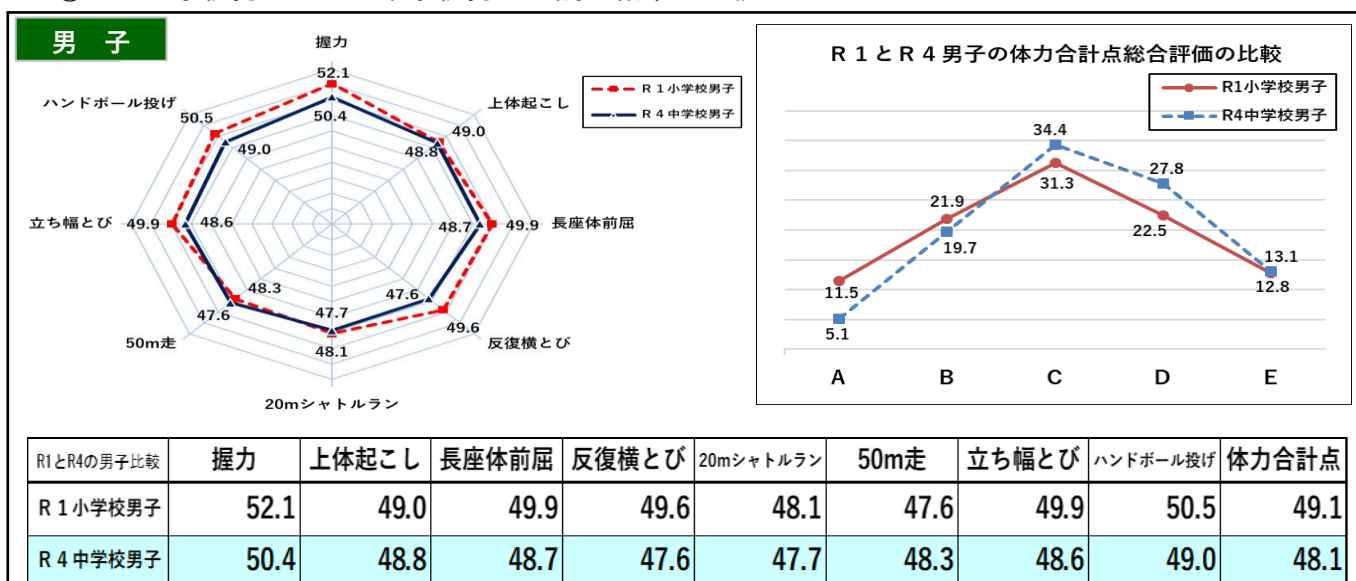 男 子
握力
52.1
50.4
ハンドボール投げ
50.5
49.0
上体起こし
49.0
48.8
R 1 小学校男子
R 4 中学校男子
立ち幅とび
49.9
48.6
48.7
49.9
長座体前屈
48.3
47.6
50m走
47.7
48.1
20mシャトルラン
47.6
49.6
反復横とび
R 1 と R 4 男子の体力合計点総合評価の比較
R1小学校男子
R4中学校男子
34.4
31.3
27.8
22.5
21.9
19.7
11.5
5.1
13.1
12.8
A B C D E
R1とR4の男子比較 握力 上体起こし 長座体前屈 反復横とび 20mシャトルラン 50m走 立ち幅とび ハンドボール投げ 体力合計点
R 1 小学校男子 52.1 49.0 49.9 49.6 48.1 47.6 49.9 50.5 49.1
R 4 中学校男子 50.4 48.8 48.7 47.6 47.7 48.3 48.6 49.0 48.1